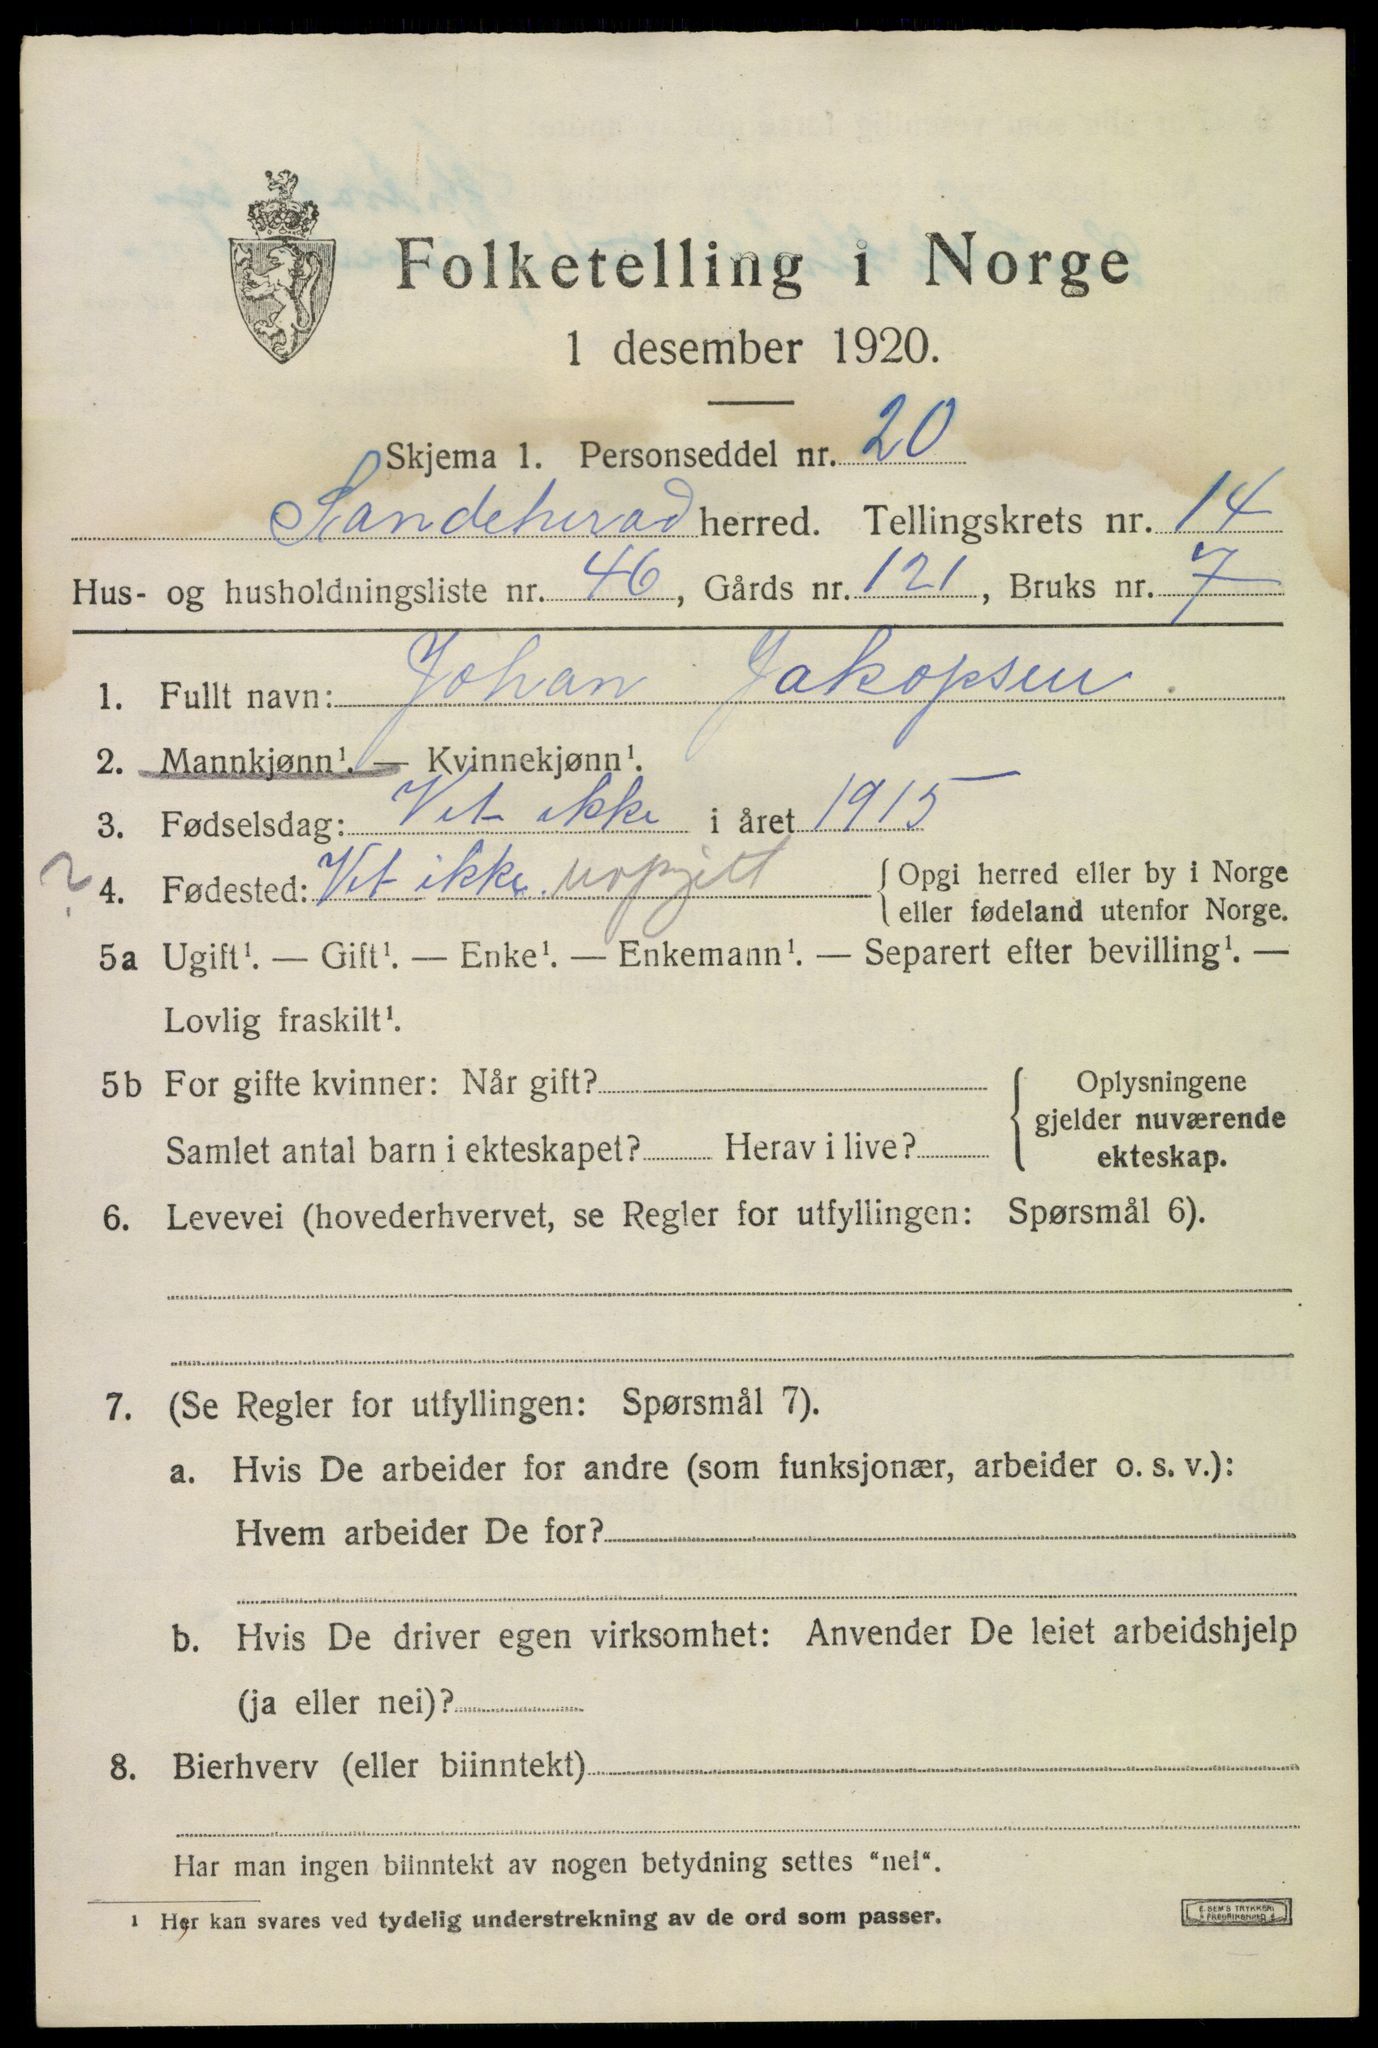 Folketelling i Norge
1 desember 1920.
Skjema 1. Personseddel nr. 20
Sandeherad herred. Tellingskrets nr. 14
Hus- og husholdningsliste nr. 46, Gårds nr. 121, Bruks nr. 7
1. Fullt navn: Johan Jakopsen
2. Mannkjønn¹. — Kvinnekjønn¹.
3. Fødselsdag: Vet ikke i året 1915
? 4. Fødested: Vet ikke. uopgitt { Opgi herred eller by i Norge
eller fødeland utenfor Norge.
5a Ugift¹. — Gift¹. — Enke¹. — Enkemann¹. — Separert efter bevilling¹. —
Lovlig fraskilt¹.
5b For gifte kvinner: Når gift? { Oplysningene
gjelder nuværende
Samlet antal barn i ekteskapet? Herav i live? ekteskap.
6. Levevei (hovederhvervet, se Regler for utfyllingen: Spørsmål 6).
7. (Se Regler for utfyllingen: Spørsmål 7).
a. Hvis De arbeider for andre (som funksjonær, arbeider o. s. v.):
Hvem arbeider De for?
b. Hvis De driver egen virksomhet: Anvender De leiet arbeidshjelp
(ja eller nei)?
8. Bierhverv (eller biinntekt)
Har man ingen biinntekt av nogen betydning settes "nei".
1 Her kan svares ved tydelig understrekning av de ord som passer.
E. SEM'S TRYKKERI
FREDRIKSHALD